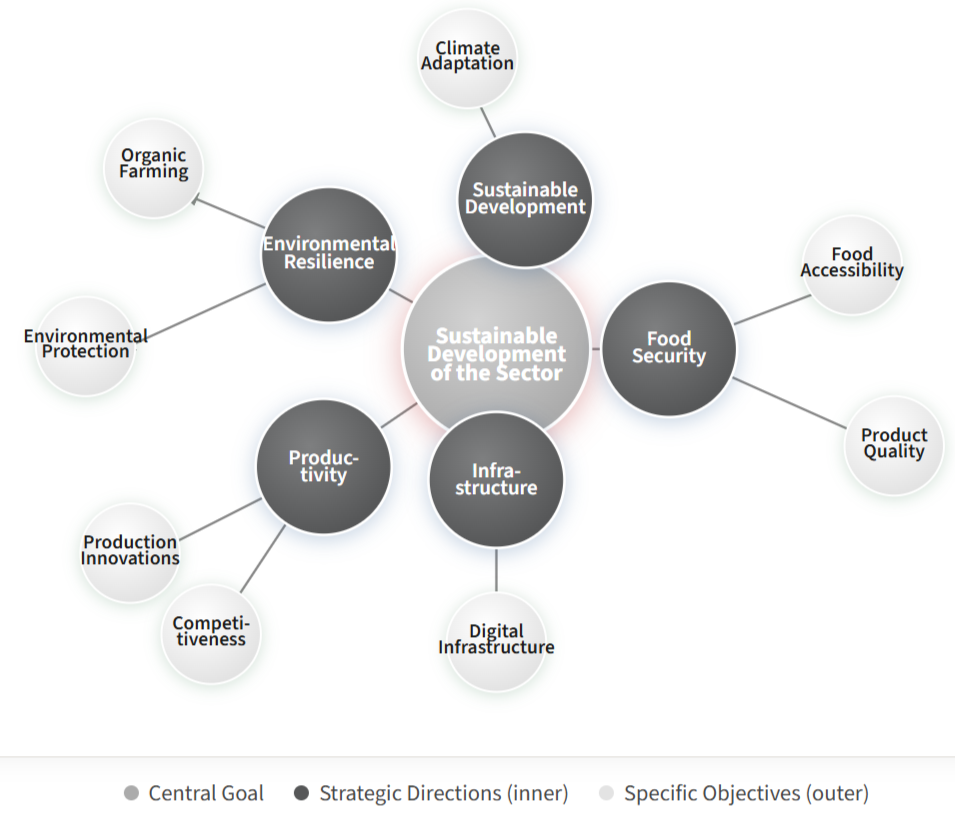 Climate
Adaptation
Organic
Farming
Sustainable
Development
Environmental
Resilience
Food
Accessibility
Environmental
Protection
Sustainable
Development
of the Sector
Food
Security
Product
Quality
Produc-
tivity
Infra-
structure
Production
Innovations
Competi-
tiveness
Digital
Infrastructure
Central Goal
Strategic Directions (inner)
Specific Objectives (outer)